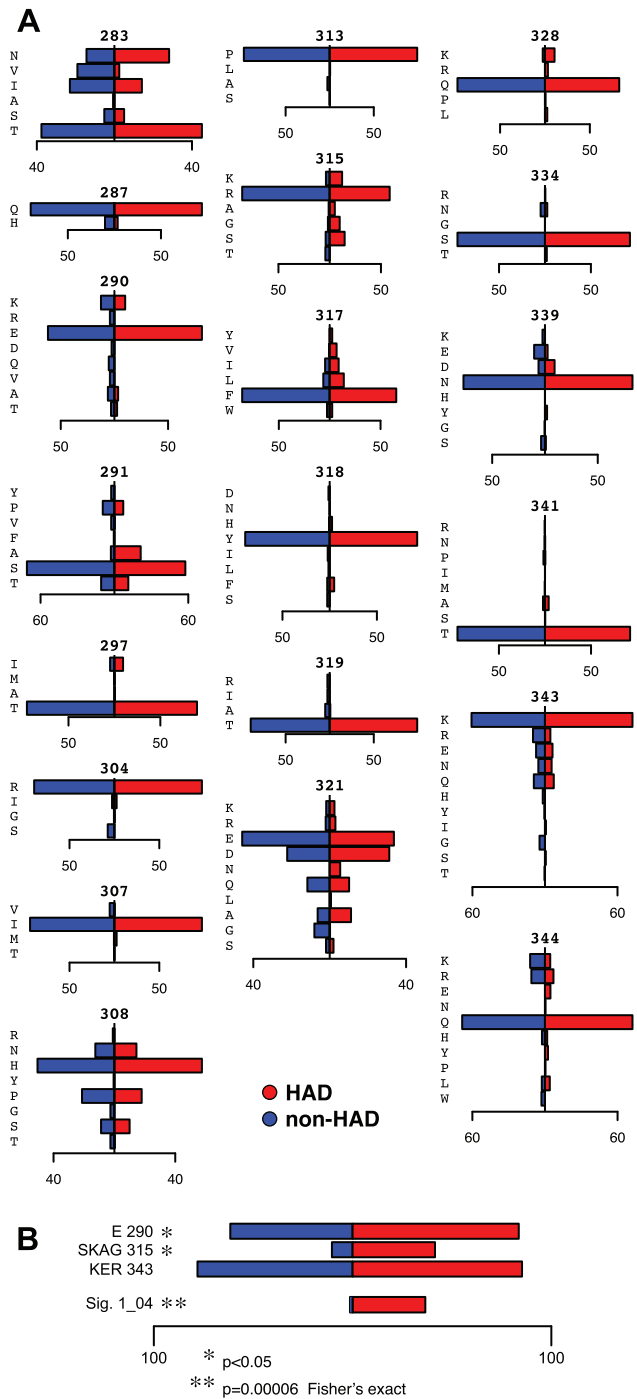 A
283
N
V
I
A
S
T
40 40
287
Q
H
50 50
290
K
R
E
D
Q
V
A
T
50 50
291
Y
P
V
F
A
S
T
60 60
297
I
M
A
T
50 50
304
R
I
G
S
50 50
307
V
I
M
T
50 50
308
R
N
H
Y
P
G
S
T
40 40
313
P
L
A
S
50 50
315
K
R
A
G
S
T
50 50
317
Y
V
I
L
F
W
50 50
318
D
N
H
Y
I
L
F
S
50 50
319
R
I
A
T
50 50
321
K
R
E
D
N
Q
L
A
G
S
40 40
328
K
R
Q
P
L
50 50
334
R
N
G
S
T
50 50
339
K
E
D
N
H
Y
G
S
50 50
341
R
N
P
I
M
A
S
T
50 50
343
K
R
E
N
Q
H
Y
I
G
S
T
60 60
344
K
R
E
N
Q
H
Y
P
L
W
60 60
HAD
non-HAD
B
E 290 *
SKAG 315 *
KER 343
Sig. 1_04 **
100 100
* p<0.05
** p=0.00006 Fisher's exact